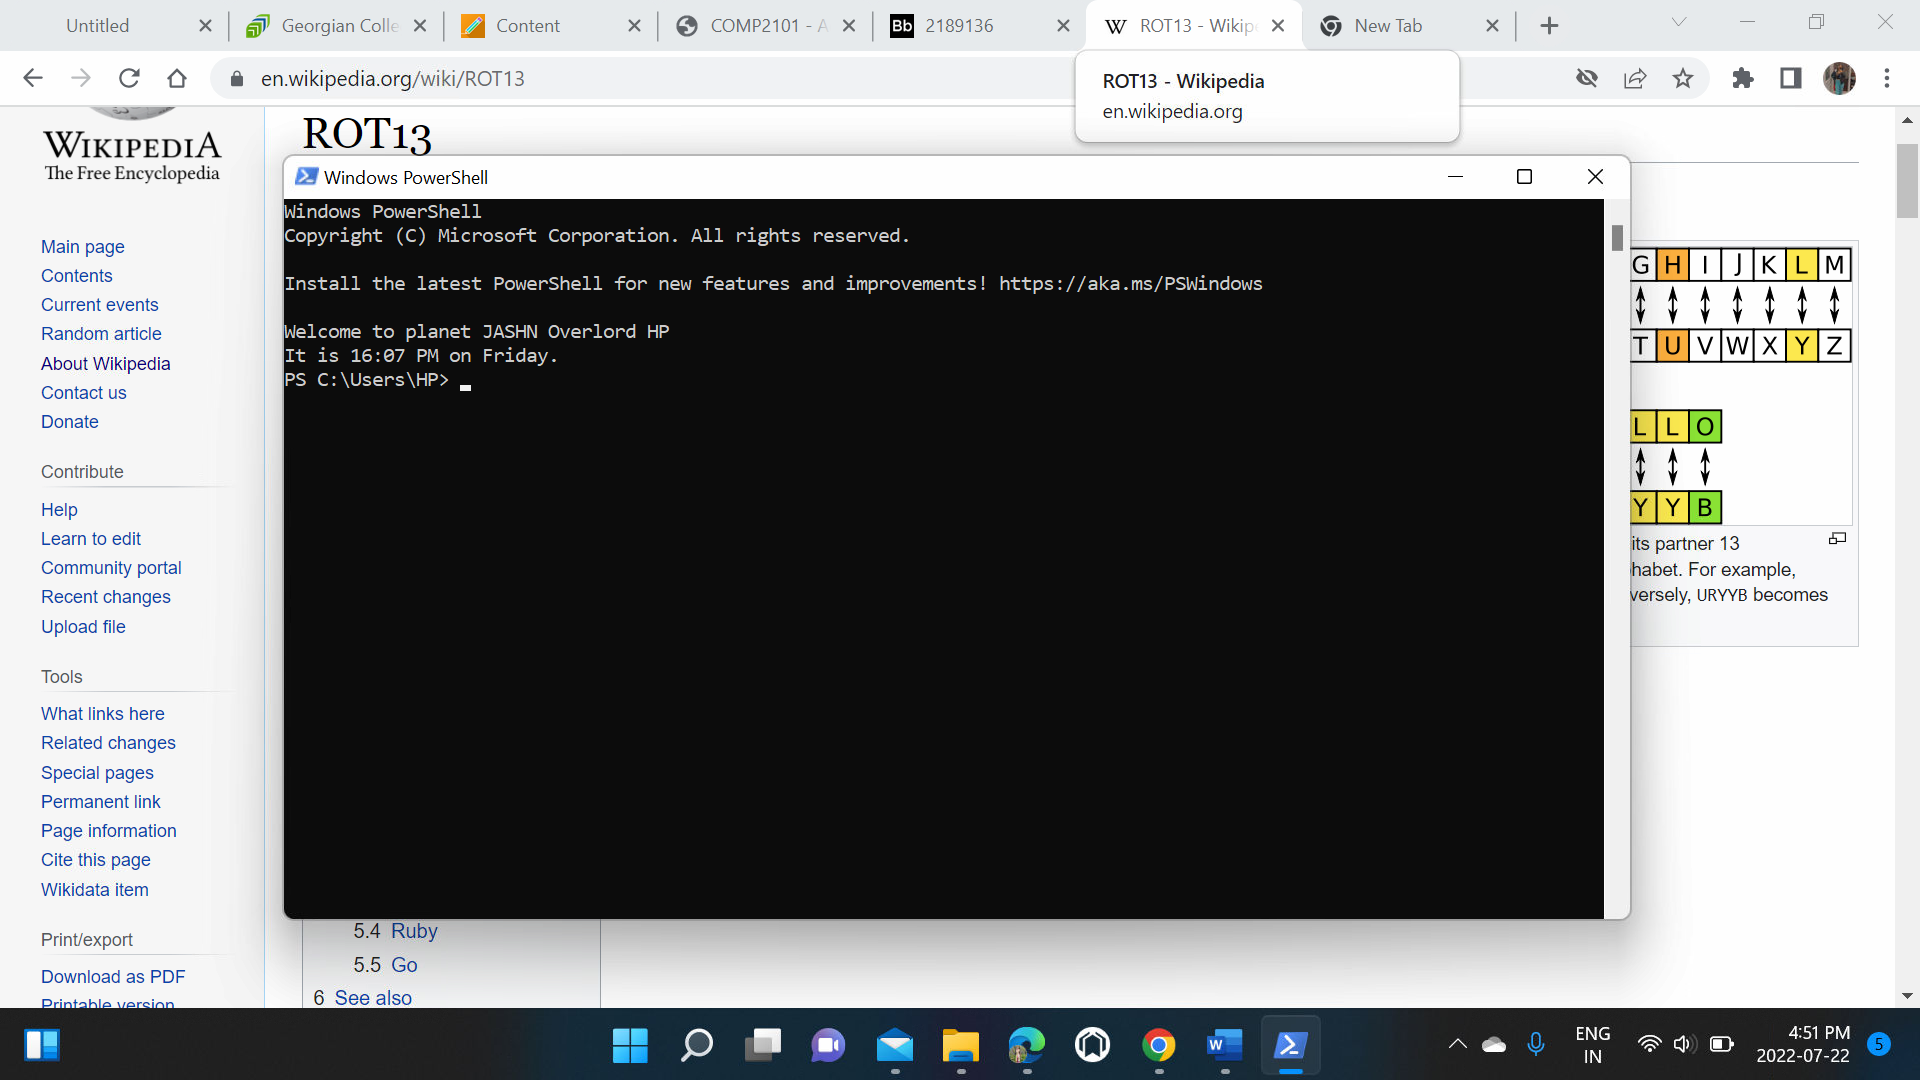 Untitled
Georgian Colle
Content
COMP2101 - A
Bb 2189136
W ROT13 - Wikip
New Tab
en.wikipedia.org/wiki/ROT13
ROT13 - Wikipedia
en.wikipedia.org
WIKIPEDIA
The Free Encyclopedia
Main page
Contents
Current events
Random article
About Wikipedia
Contact us
Donate
Contribute
Help
Learn to edit
Community portal
Recent changes
Upload file
Tools
What links here
Related changes
Special pages
Permanent link
Page information
Cite this page
Wikidata item
Print/export
Download as PDF
Printable version
ROT13
Windows PowerShell
Windows PowerShell
Copyright (C) Microsoft Corporation. All rights reserved.
Install the latest PowerShell for new features and improvements! https://aka.ms/PSWindows
Welcome to planet JASHN Overlord HP
It is 16:07 PM on Friday.
PS C:\Users\HP>
G H I J K L M
T U V W X Y Z
L L O
Y Y B
its partner 13
habet. For example,
versely, URYYB becomes
5.4 Ruby
5.5 Go
6 See also
W
ENG
IN
4:51 PM
2022-07-22
5